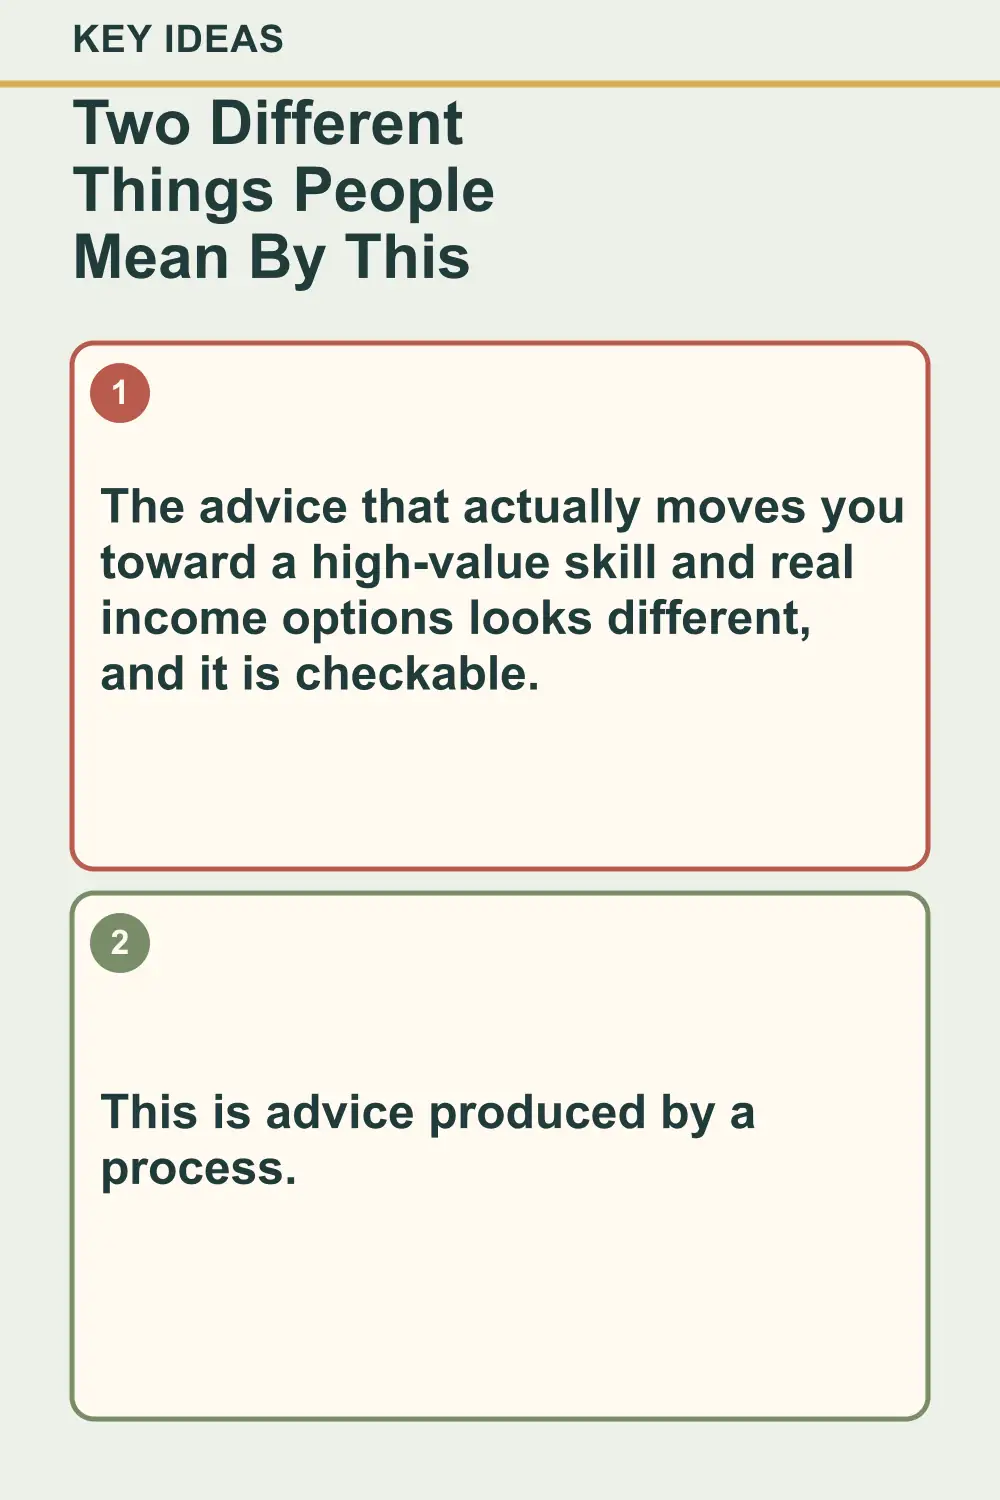 KEY IDEAS
Two Different
Things People
Mean By This
1
The advice that actually moves you
toward a high-value skill and real
income options looks different,
and it is checkable.
2
This is advice produced by a
process.